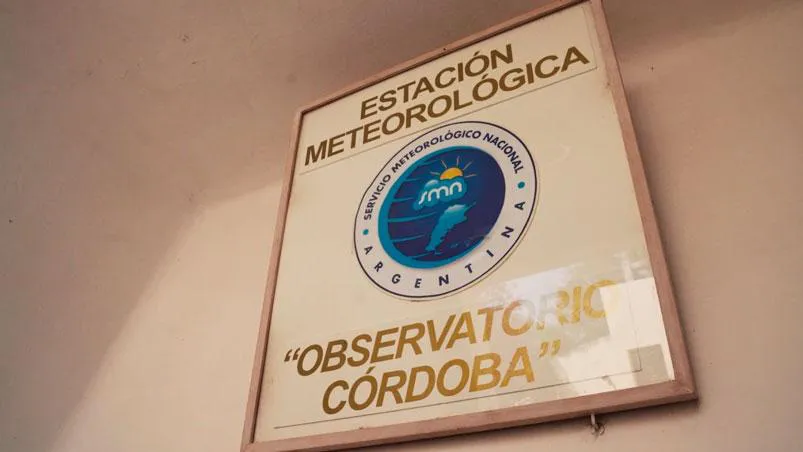 ESTACIÓN
METEOROLÓGICA
SERVICIO METEOROLÓGICO NACIONAL
smn
ARGENTINA
“OBSERVATORIO
CÓRDOBA”